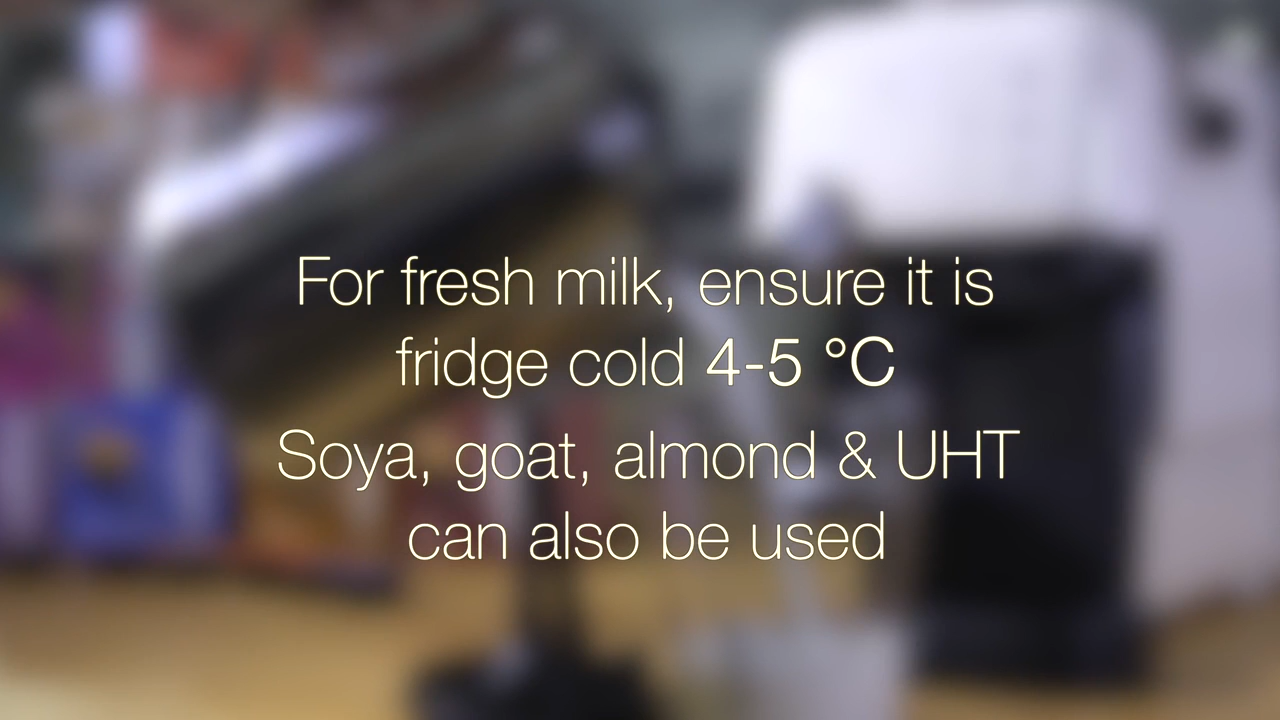 For fresh milk, ensure it is
fridge cold 4-5 °C
Soya, goat, almond & UHT
can also be used